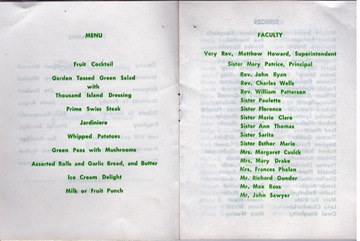 MENU
Fruit Cocktail
Garden Tossed Green Salad
with
Thousand Island Dressing
Prime Swiss Steak
Jardiniere
Whipped Potatoes
Green Peas with Mushrooms
Assorted Rolls and Garlic Bread, and Butter
Ice Cream Delight
Milk or Fruit Punch
FACULTY
Very Rev. Matthew Howard, Superintendent
Sister Mary Patrice, Principal
Rev. John Ryan
Rev. Charles Wells
Rev. William Patterson
Sister Paulette
Sister Florence
Sister Marie Clare
Sister Ann Thomas
Sister Sarita
Sister Esther Marie
Mrs. Margaret Cusick
Mrs. Mary Drake
Mrs. Frances Phelan
Mr. Richard Gunder
Mr. Max Ross
Mr. John Sawyer